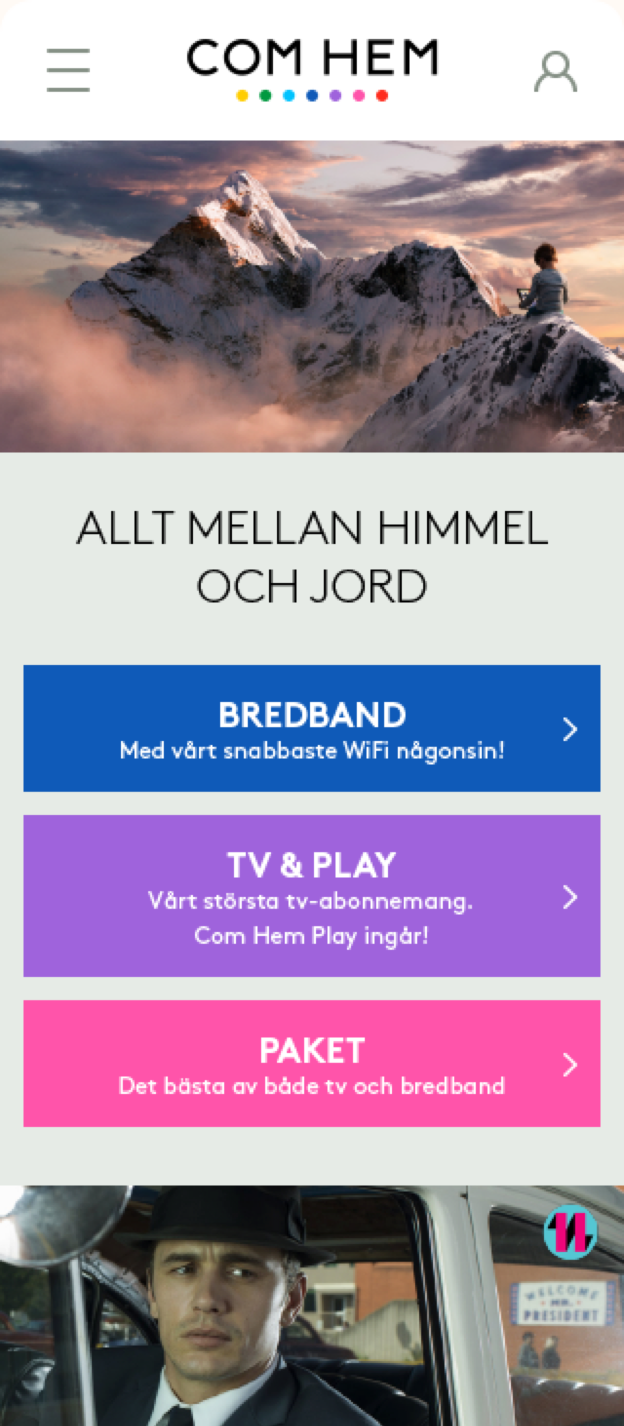 COM HEM
ALLT MELLAN HIMMEL
OCH JORD
BREDBAND
Med vårt snabbaste WiFi någonsin!
TV & PLAY
Vårt största tv-abonnemang.
Com Hem Play ingår!
PAKET
Det bästa av både tv och bredband
11
WELCOME
MR.
PRESIDENT